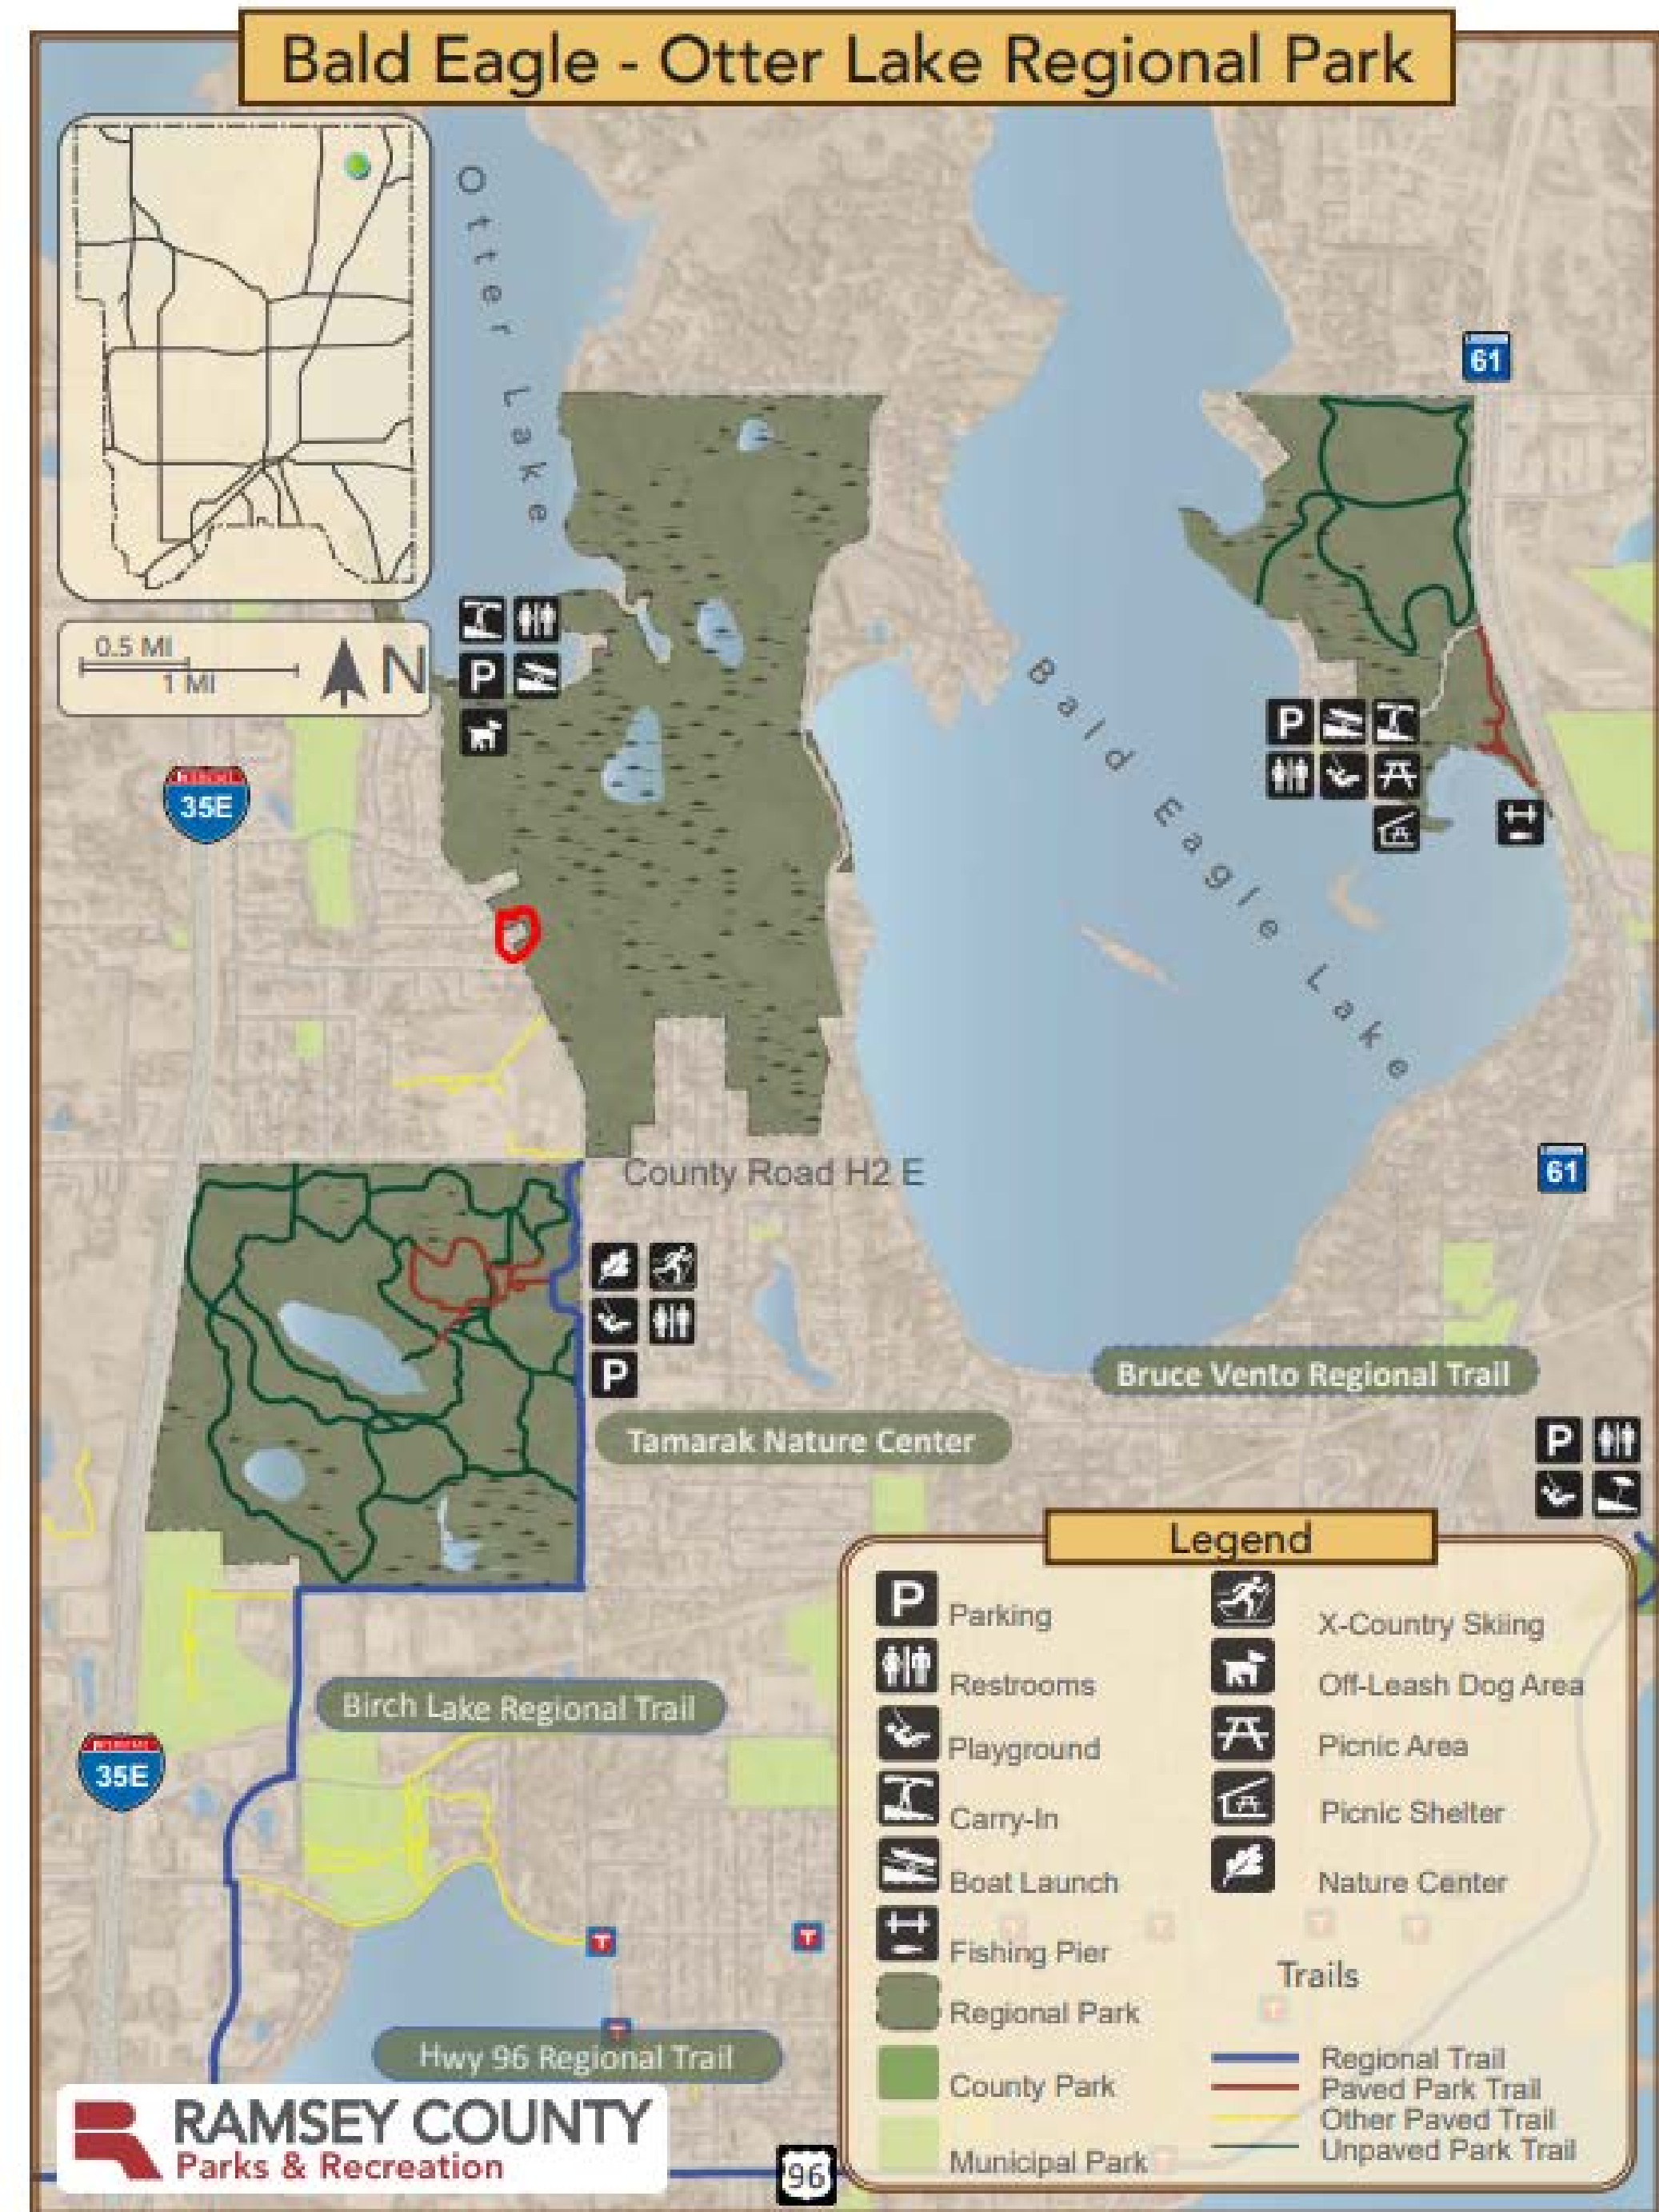 Bald Eagle - Otter Lake Regional Park
Otter Lake
61
0.5 MI
1 MI
N
P
P
35E
Bald Eagle Lake
County Road H2 E
61
P
Bruce Vento Regional Trail
Tamarak Nature Center
P
Legend
P Parking
Restrooms
Playground
Carry-In
Boat Launch
Fishing Pier
Regional Park
County Park
Municipal Park
X-Country Skiing
Off-Leash Dog Area
Picnic Area
Picnic Shelter
Nature Center
Trails
Regional Trail
Paved Park Trail
Other Paved Trail
Unpaved Park Trail
Birch Lake Regional Trail
35E
T
T
T
Hwy 96 Regional Trail
RAMSEY COUNTY
Parks & Recreation
96